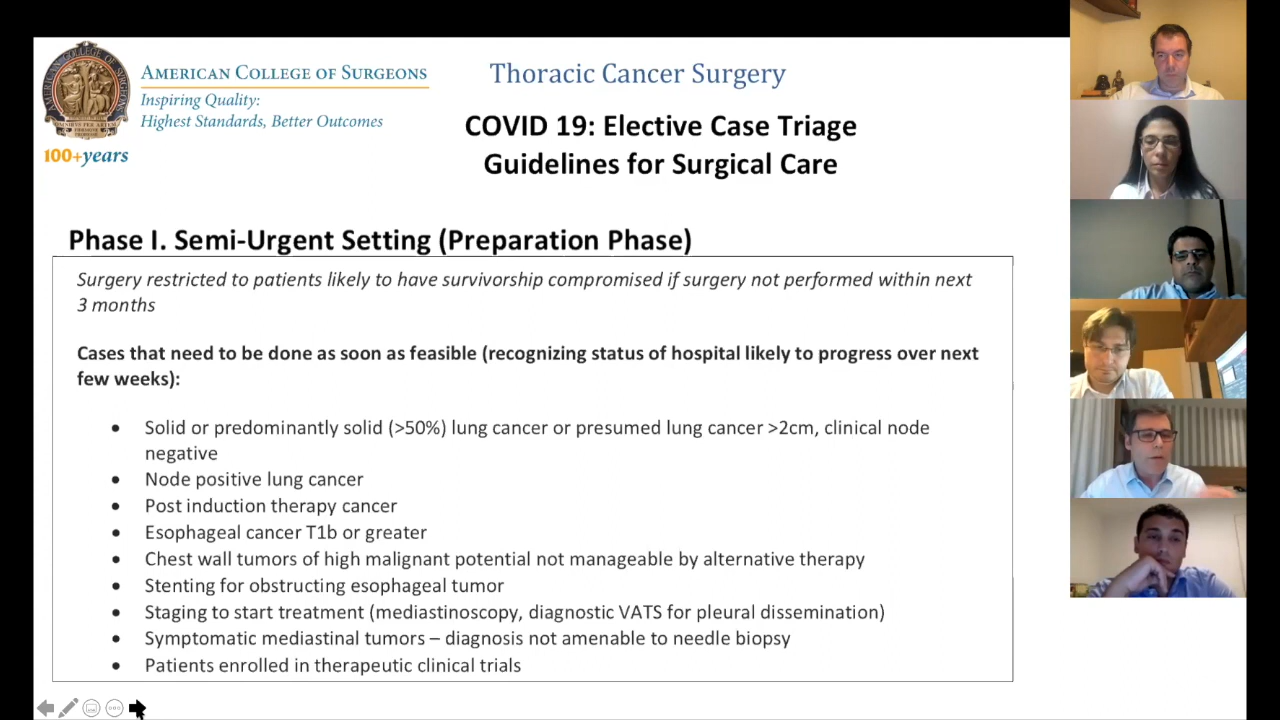 AMERICAN COLLEGE OF SURGEONS
Inspiring Quality:
Highest Standards, Better Outcomes
100+years
Thoracic Cancer Surgery
COVID 19: Elective Case Triage
Guidelines for Surgical Care
Phase I. Semi-Urgent Setting (Preparation Phase)
Surgery restricted to patients likely to have survivorship compromised if surgery not performed within next
3 months
Cases that need to be done as soon as feasible (recognizing status of hospital likely to progress over next
few weeks):
• Solid or predominantly solid (>50%) lung cancer or presumed lung cancer >2cm, clinical node
negative
• Node positive lung cancer
• Post induction therapy cancer
• Esophageal cancer T1b or greater
• Chest wall tumors of high malignant potential not manageable by alternative therapy
• Stenting for obstructing esophageal tumor
• Staging to start treatment (mediastinoscopy, diagnostic VATS for pleural dissemination)
• Symptomatic mediastinal tumors – diagnosis not amenable to needle biopsy
• Patients enrolled in therapeutic clinical trials